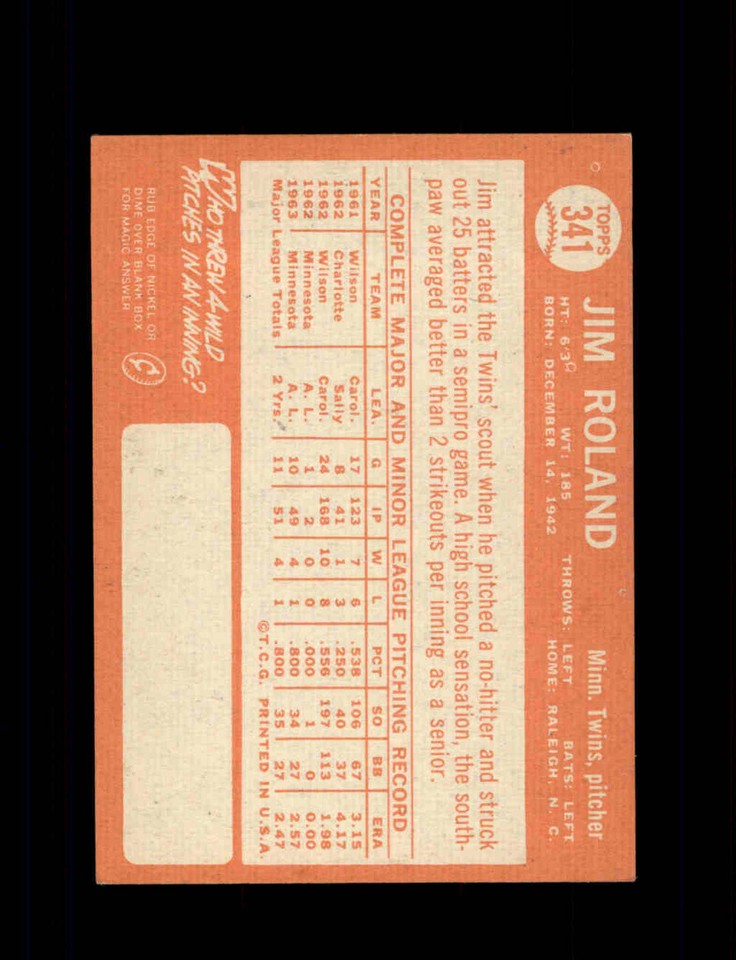 TOPPS
341
JIM ROLAND
Minn. Twins, pitcher
HT: 6'3" WT: 185 THROWS: LEFT BATS: LEFT
BORN: DECEMBER 14, 1942 HOME: RALEIGH, N. C.
Jim attracted the Twins' scout when he pitched a no-hitter and struck
out 25 batters in a semipro game. A high school sensation, the south-
paw averaged better than 2 strikeouts per inning as a senior.
COMPLETE MAJOR AND MINOR LEAGUE PITCHING RECORD
YEAR TEAM LEA. G IP W L PCT SO BB ERA
1961 Wilson Carol. 17 123 7 6 .538 106 67 3.15
1962 Charlotte Sally 8 41 1 3 .250 40 37 4.17
1962 Wilson Carol. 24 168 10 8 .556 197 113 1.98
1962 Minnesota A. L. 1 2 0 0 .000 1 0 0.00
1963 Minnesota A. L. 10 49 4 1 .800 34 27 2.57
Major League Totals 2 Yrs. 11 51 4 1 .800 35 27 2.47
©T.C.G. PRINTED IN U.S.A.
WHO THREW 4 WILD
PITCHES IN AN INNING?
RUB EDGE OF NICKEL OR
DIME OVER BLANK BOX
FOR MAGIC ANSWER